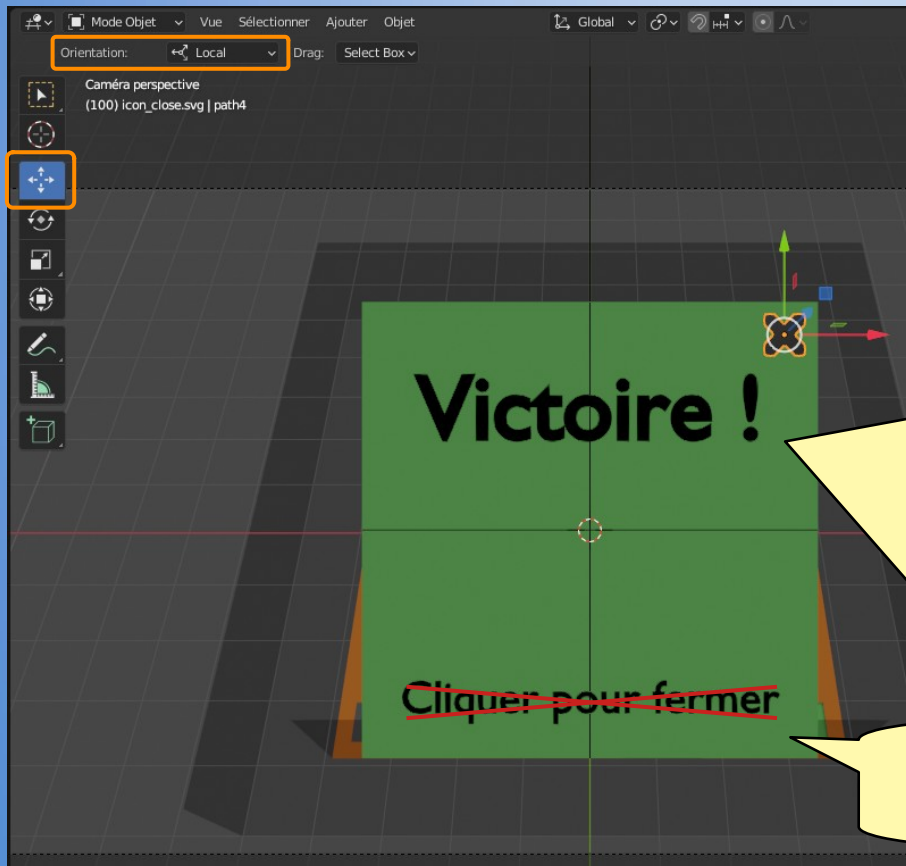 Mode Objet Vue Sélectionner Ajouter Objet Global
Orientation: Local Drag: Select Box
Caméra perspective
(100) icon_close.svg | path4
Victoire !
Cliquer pour fermer